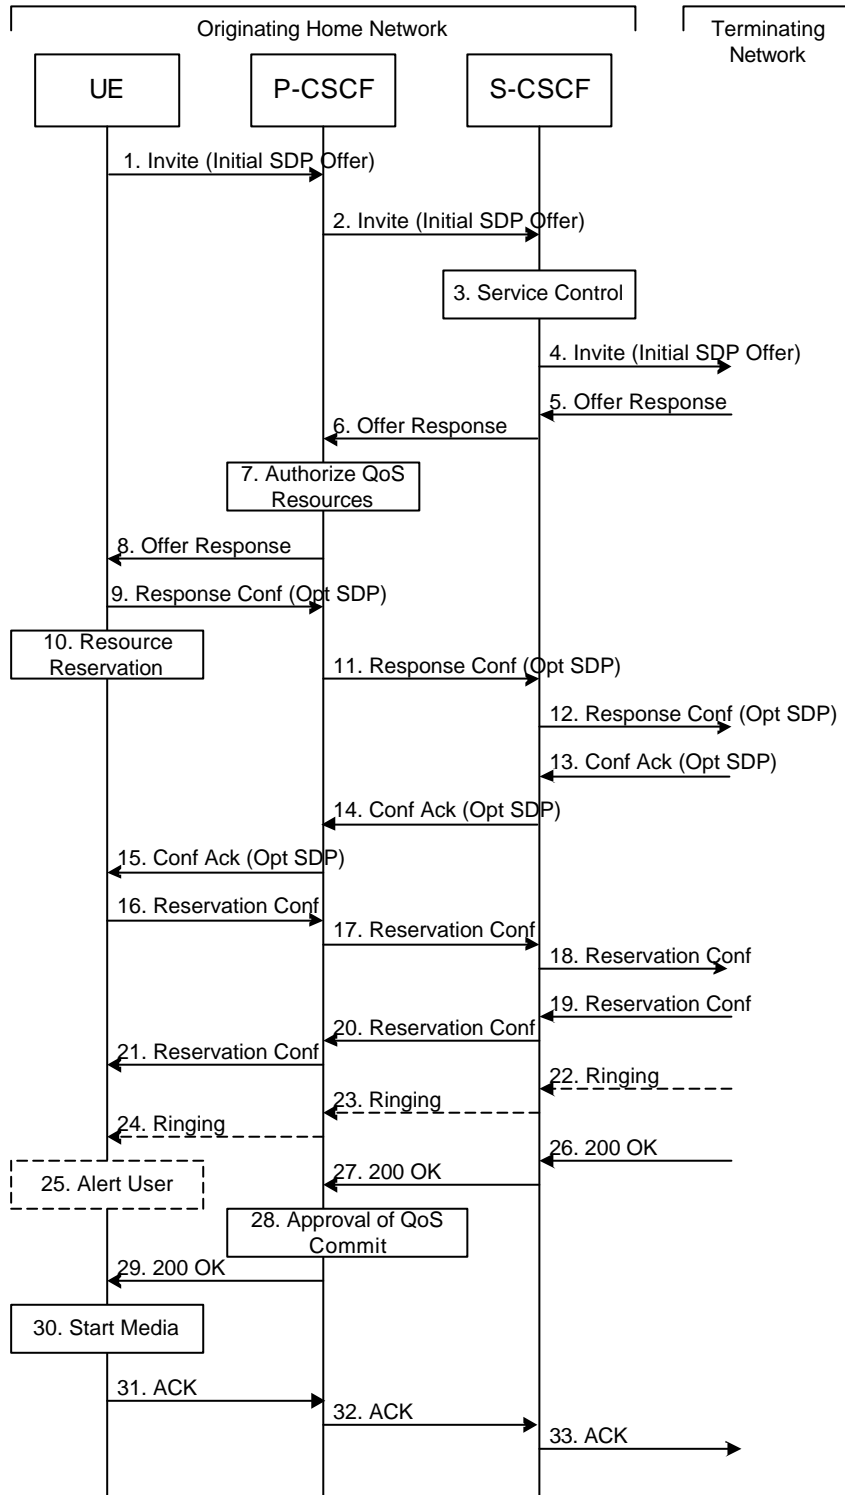 Originating Home Network
Terminating
Network
UE
P-CSCF
S-CSCF
1. Invite (Initial SDP Offer)
2. Invite (Initial SDP Offer)
3. Service Control
4. Invite (Initial SDP Offer)
5. Offer Response
6. Offer Response
7. Authorize QoS
Resources
8. Offer Response
9. Response Conf (Opt SDP)
10. Resource
Reservation
11. Response Conf (Opt SDP)
12. Response Conf (Opt SDP)
13. Conf Ack (Opt SDP)
14. Conf Ack (Opt SDP)
15. Conf Ack (Opt SDP)
16. Reservation Conf
17. Reservation Conf
18. Reservation Conf
19. Reservation Conf
20. Reservation Conf
21. Reservation Conf
22. Ringing
23. Ringing
24. Ringing
25. Alert User
26. 200 OK
27. 200 OK
28. Approval of QoS
Commit
29. 200 OK
30. Start Media
31. ACK
32. ACK
33. ACK